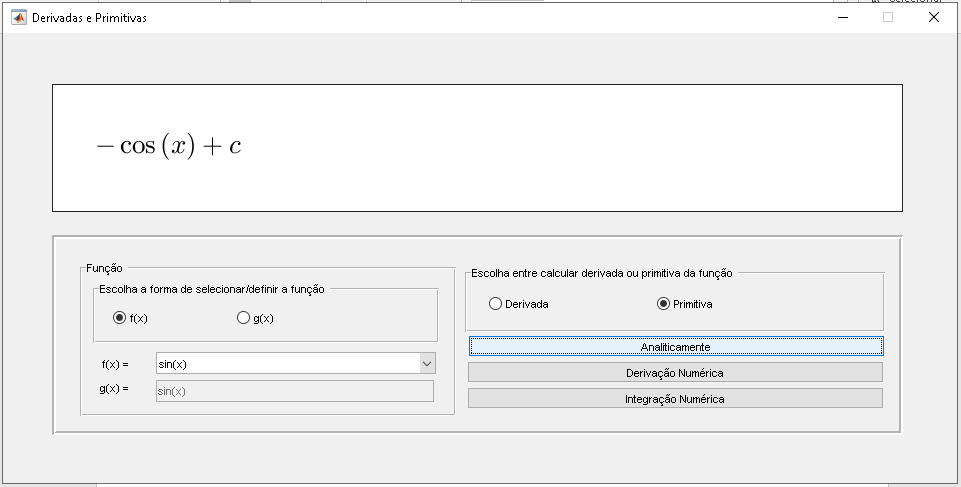 Derivadas e Primitivas
− cos (x) + c
Função
Escolha a forma de selecionar/definir a função
f(x)
g(x)
f(x) =
sin(x)
g(x) =
sin(x)
Escolha entre calcular derivada ou primitiva da função
Derivada
Primitiva
Analiticamente
Derivação Numérica
Integração Numérica